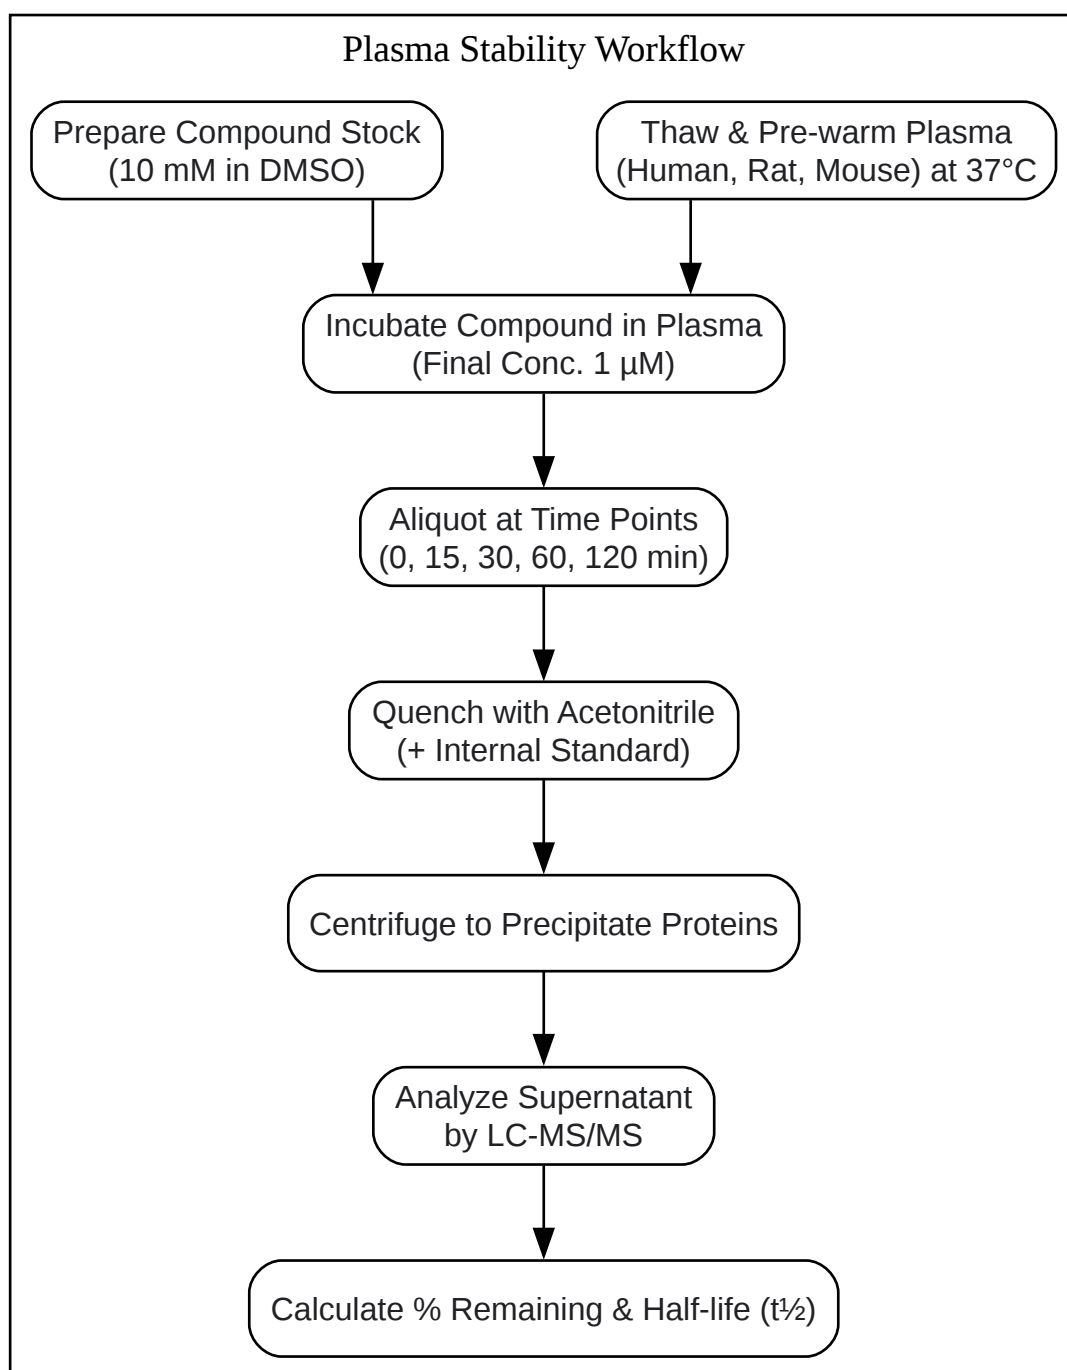 Plasma Stability Workflow
Prepare Compound Stock
(10 mM in DMSO)
Thaw & Pre-warm Plasma
(Human, Rat, Mouse) at 37°C
Incubate Compound in Plasma
(Final Conc. 1 µM)
Aliquot at Time Points
(0, 15, 30, 60, 120 min)
Quench with Acetonitrile
(+ Internal Standard)
Centrifuge to Precipitate Proteins
Analyze Supernatant
by LC-MS/MS
Calculate % Remaining & Half-life (t½)